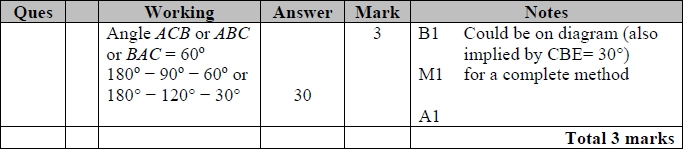 Ques Working Answer Mark Notes
Angle ACB or ABC 3 B1 Could be on diagram (also
or BAC = 60° implied by CBE= 30°)
180° − 90° − 60° or M1 for a complete method
180° − 120° − 30° 30
A1
Total 3 marks